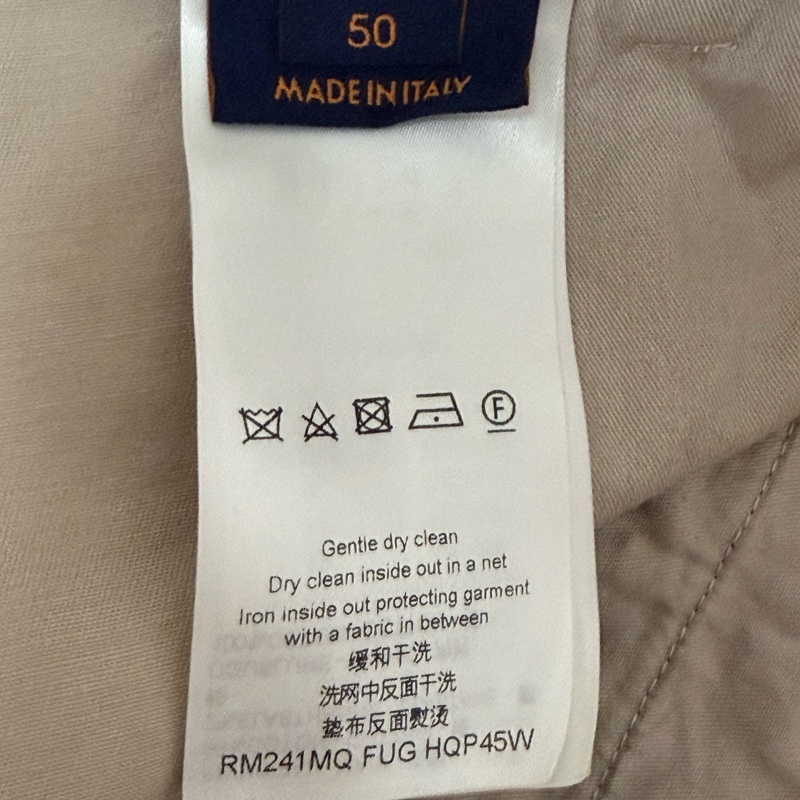 50
MADE IN ITALY
F
Gentle dry clean
Dry clean inside out in a net
Iron inside out protecting garment
with a fabric in between
缓和干洗
洗网中反面干洗
垫布反面熨烫
RM241MQ FUG HQP45W